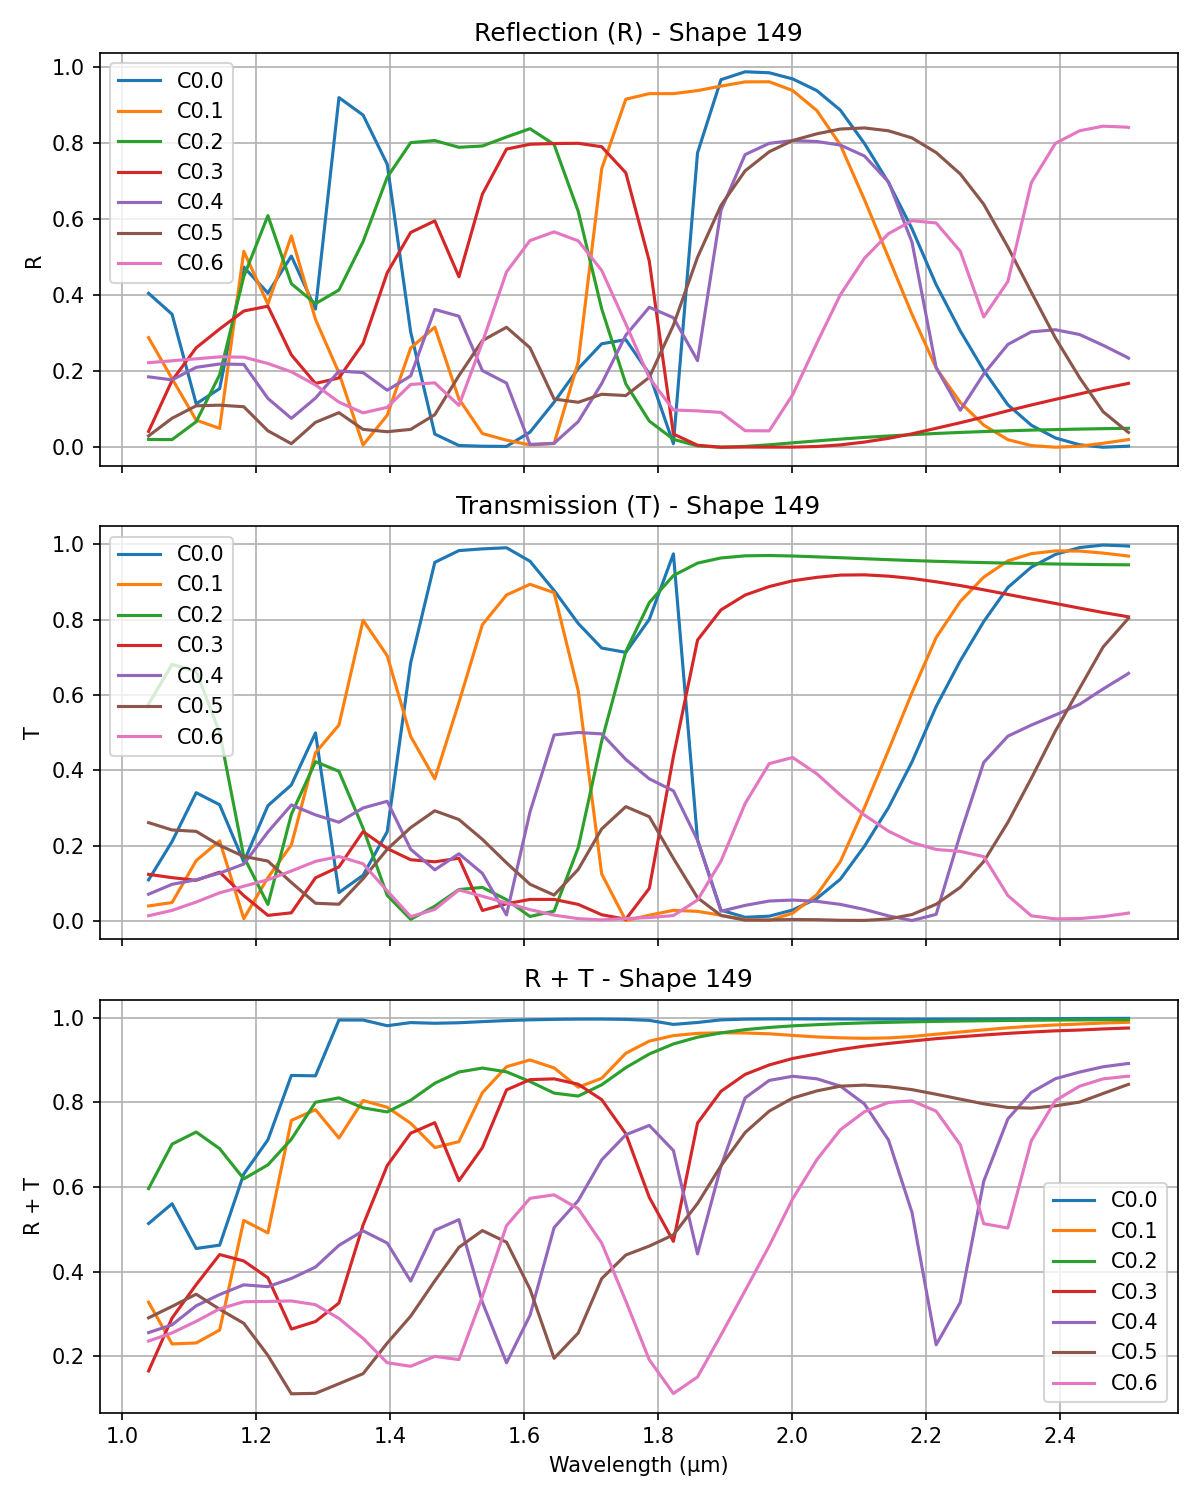 Reflection (R) - Shape 149
1.0
0.8
0.6
0.4
0.2
0.0
R
C0.0
C0.1
C0.2
C0.3
C0.4
C0.5
C0.6
Transmission (T) - Shape 149
1.0
0.8
0.6
0.4
0.2
0.0
T
C0.0
C0.1
C0.2
C0.3
C0.4
C0.5
C0.6
R + T - Shape 149
1.0
0.8
0.6
0.4
0.2
R + T
C0.0
C0.1
C0.2
C0.3
C0.4
C0.5
C0.6
1.0 1.2 1.4 1.6 1.8 2.0 2.2 2.4
Wavelength (μm)